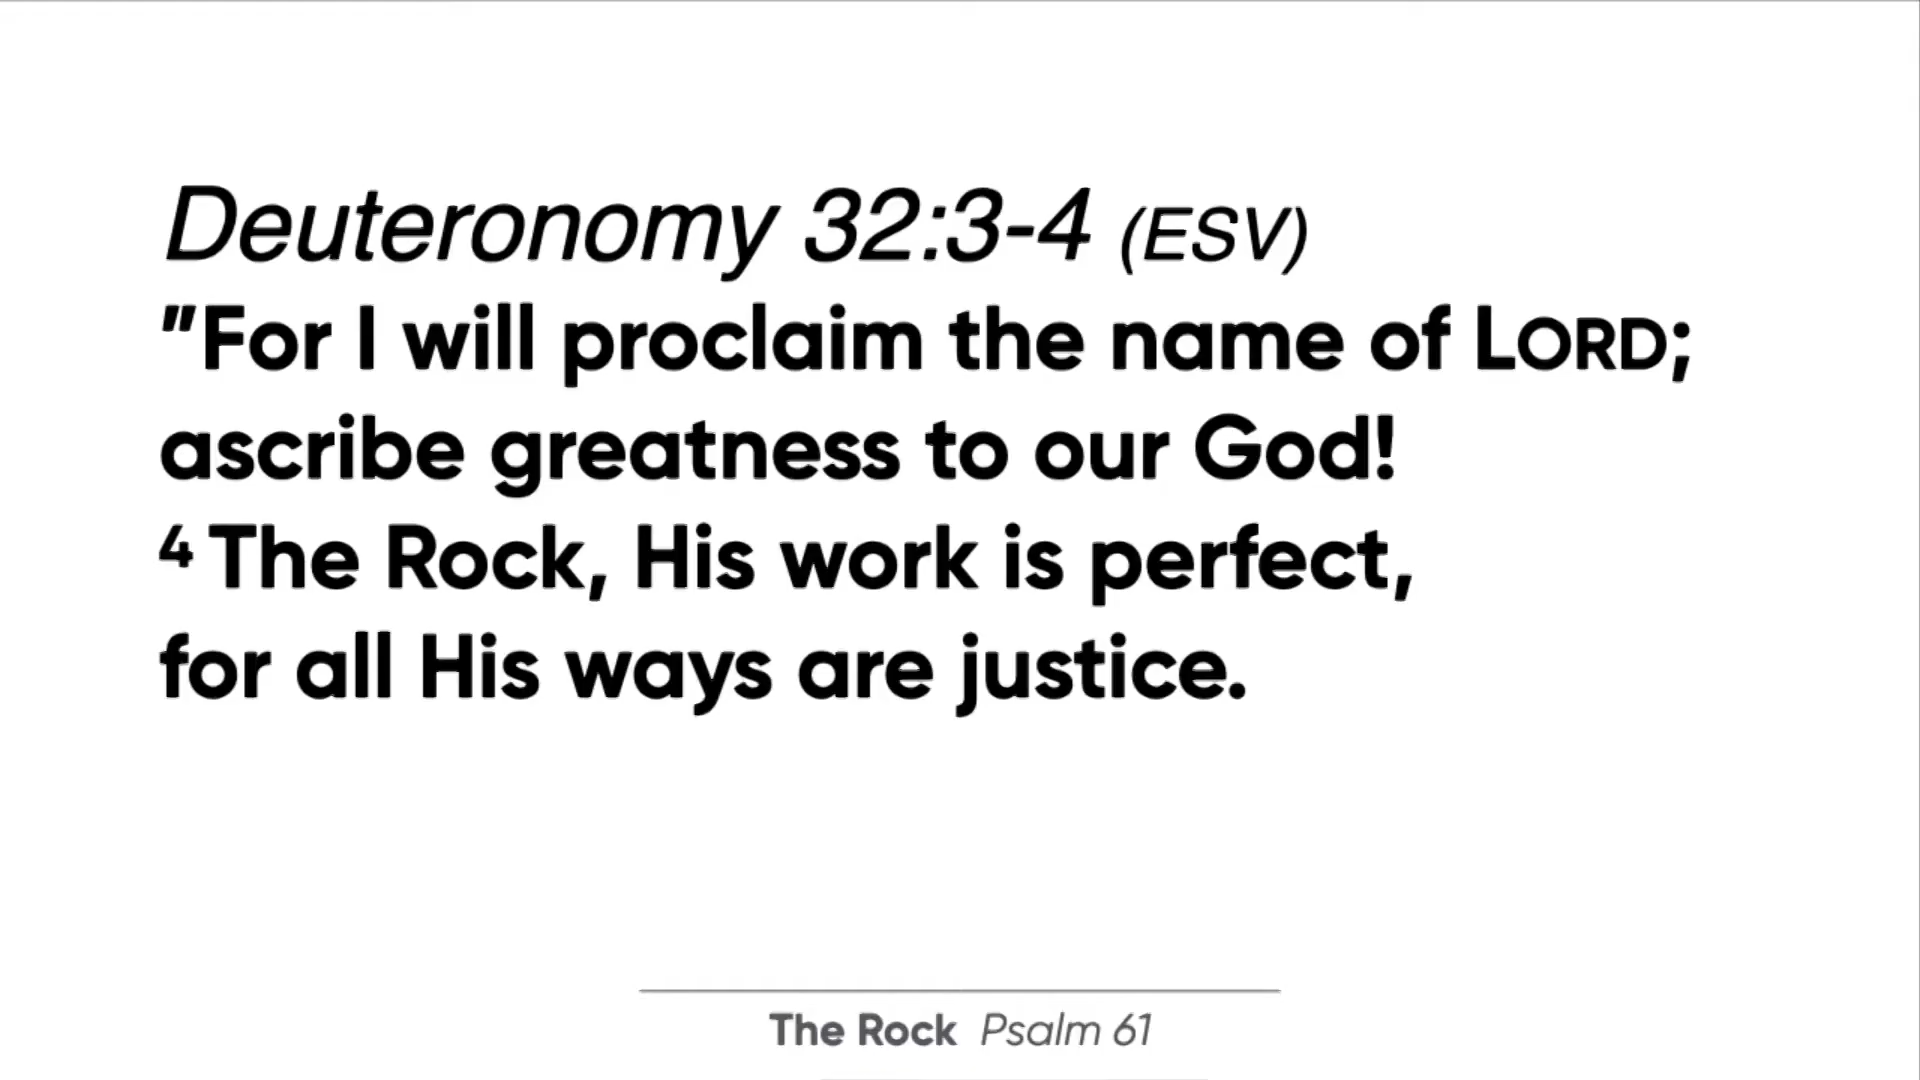 Deuteronomy 32:3-4 (ESV)
"For I will proclaim the name of LORD;
ascribe greatness to our God!
4 The Rock, His work is perfect,
for all His ways are justice.
The Rock Psalm 61